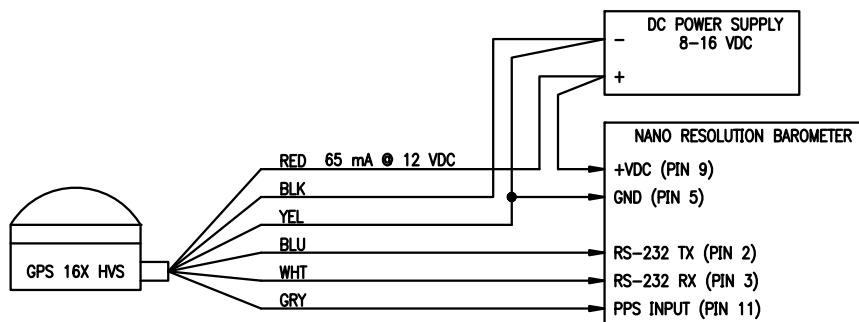 DC POWER SUPPLY
8-16 VDC
-
+
NANO RESOLUTION BAROMETER
RED 65 mA @ 12 VDC
+VDC (PIN 9)
BLK
GND (PIN 5)
YEL
BLU
RS-232 TX (PIN 2)
GPS 16X HVS
WHT
RS-232 RX (PIN 3)
GRY
PPS INPUT (PIN 11)